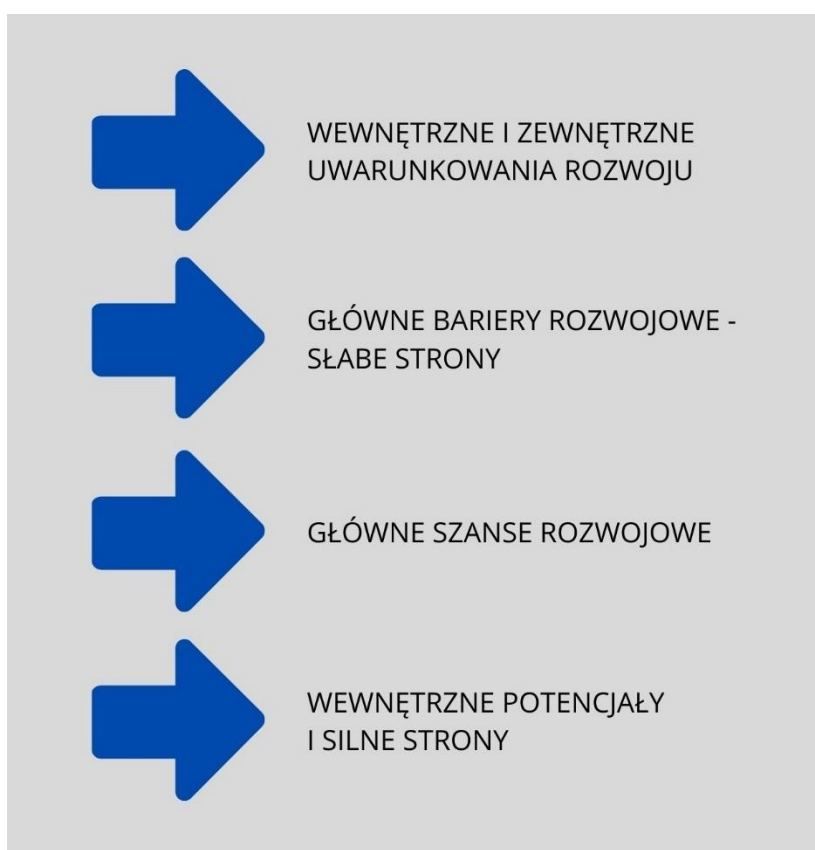 WEWNĘTRZNE I ZEWNĘTRZNE
UWARUNKOWANIA ROZWOJU
GŁÓWNE BARIERY ROZWOJOWE -
SŁABE STRONY
GŁÓWNE SZANSE ROZWOJOWE
WEWNĘTRZNE POTENCJAŁY
I SILNE STRONY